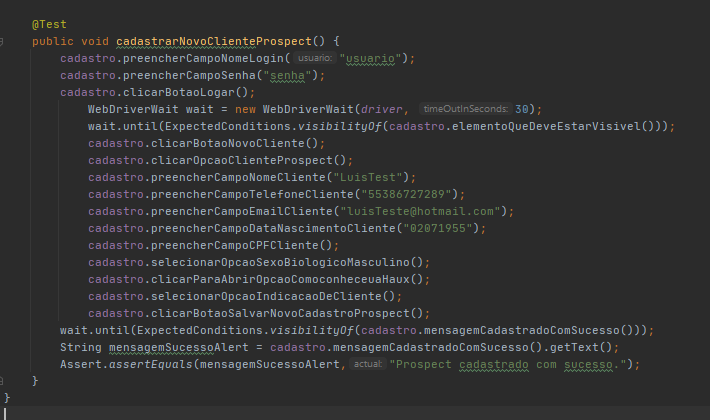 @Test
public void cadastrarNovoClienteProspect() {
    cadastro.preencherCampoNomeLogin( usuario: "usuario");
    cadastro.preencherCampoSenha("senha");
    cadastro.clicarBotaoLogar();
        WebDriverWait wait = new WebDriverWait(driver, timeOutInSeconds: 30);
        wait.until(ExpectedConditions.visibilityOf(cadastro.elementoQueDeveEstarVisivel()));
        cadastro.clicarBotaoNovoCliente();
        cadastro.clicarOpcaoClienteProspect();
        cadastro.preencherCampoNomeCliente("LuisTest");
        cadastro.preencherCampoTelefoneCliente("55386727289");
        cadastro.preencherCampoEmailCliente("luisTeste@hotmail.com");
        cadastro.preencherCampoDataNascimentoCliente("02071955");
        cadastro.preencherCampoCPFCliente();
        cadastro.selecionarOpcaoSexoBiologicoMasculino();
        cadastro.clicarParaAbrirOpcaoComoconheceuaHaux();
        cadastro.selecionarOpcaoIndicacaoDeCliente();
        cadastro.clicarBotaoSalvarNovoCadastroProspect();
    wait.until(ExpectedConditions.visibilityOf(cadastro.mensagemCadastradoComSucesso()));
    String mensagemSucessoAlert = cadastro.mensagemCadastradoComSucesso().getText();
    Assert.assertEquals(mensagemSucessoAlert, actual: "Prospect cadastrado com sucesso.");
}
}